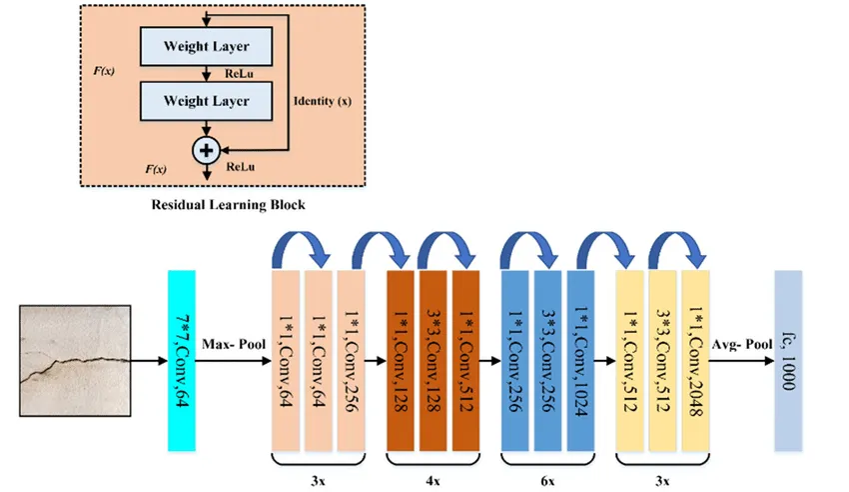 Weight Layer
F(x)
ReLu
Weight Layer
Identity (x)
+
F(x)
ReLu
Residual Learning Block
7*7,Conv,64
Max- Pool
1*1,Conv,64
1*1,Conv,64
1*1,Conv,256
1*1,Conv,128
3*3,Conv,128
1*1,Conv,512
1*1,Conv,256
3*3,Conv,256
1*1,Conv,1024
1*1,Conv,512
3*3,Conv,512
1*1,Conv,2048
Avg- Pool
fc, 1000
3x
4x
6x
3x